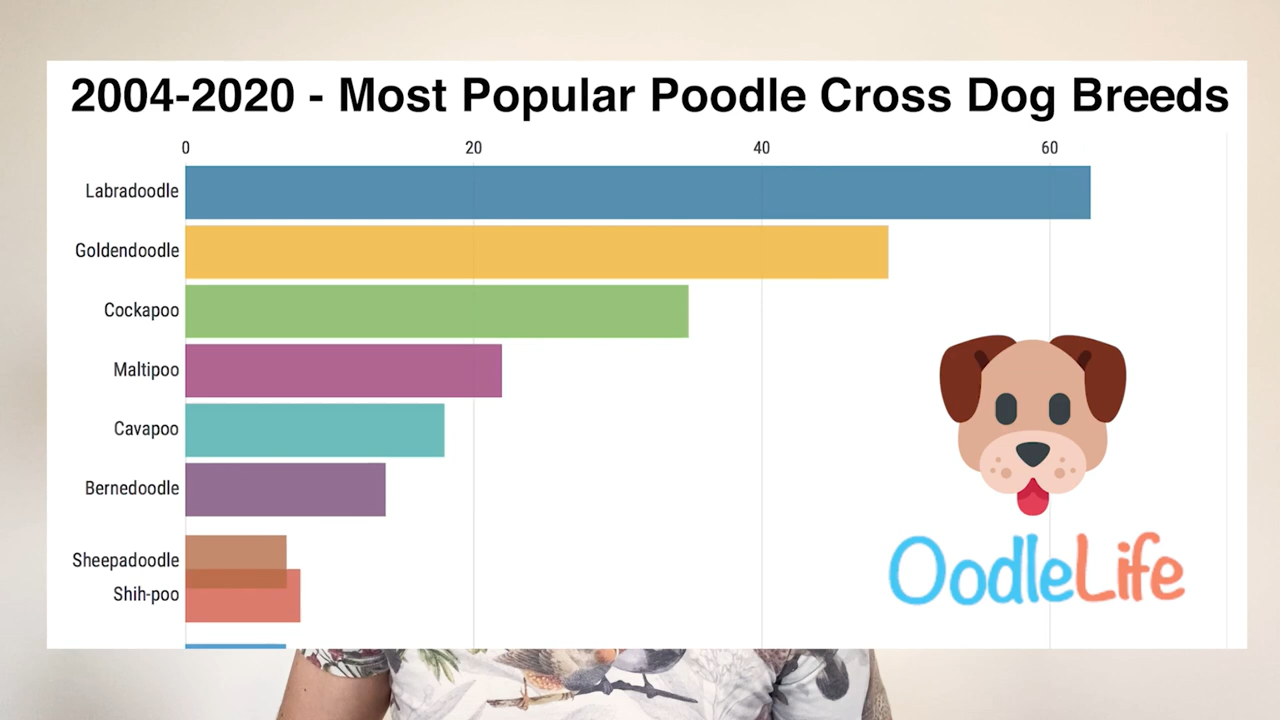 2004-2020 - Most Popular Poodle Cross Dog Breeds
0 20 40 60
Labradoodle
Goldendoodle
Cockapoo
Maltipoo
Cavapoo
Bernedoodle
Sheepadoodle
Shih-poo
OodleLife